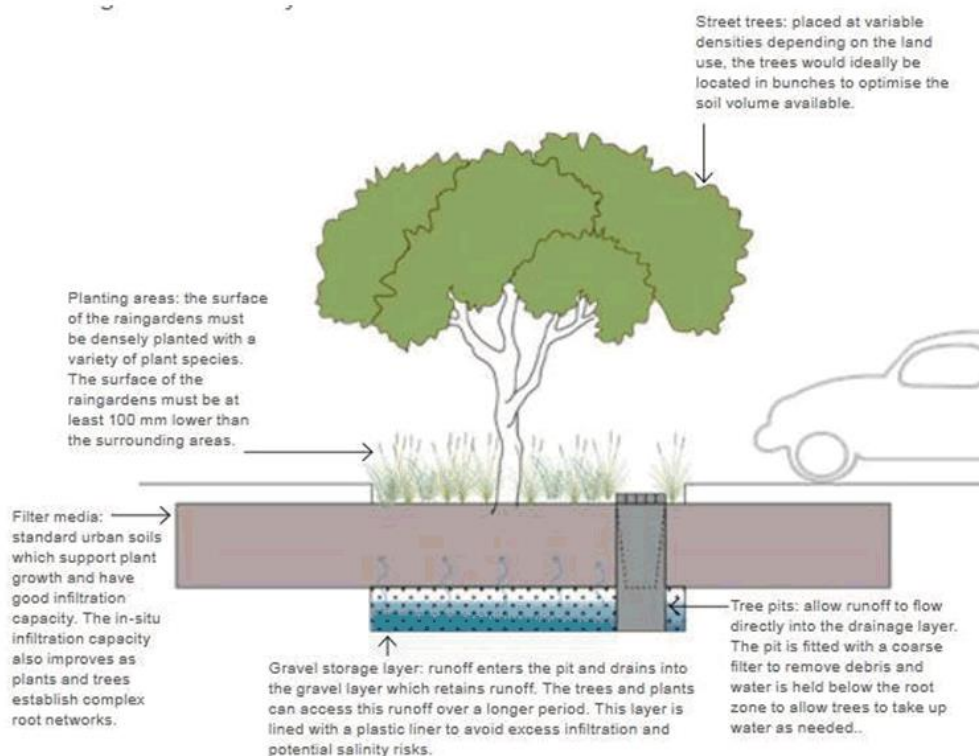 Street trees: placed at variable
densities depending on the land
use, the trees would ideally be
located in bunches to optimise the
soil volume available.
Planting areas: the surface
of the raingardens must
be densely planted with a
variety of plant species.
The surface of the
raingardens must be at
least 100 mm lower than
the surrounding areas.
Filter media:
standard urban soils
which support plant
growth and have
good infiltration
capacity. The in-situ
infiltration capacity
also improves as
plants and trees
establish complex
root networks.
Gravel storage layer: runoff enters the pit and drains into
the gravel layer which retains runoff. The trees and plants
can access this runoff over a longer period. This layer is
lined with a plastic liner to avoid excess infiltration and
potential salinity risks.
Tree pits: allow runoff to flow
directly into the drainage layer.
The pit is fitted with a coarse
filter to remove debris and
water is held below the root
zone to allow trees to take up
water as needed..